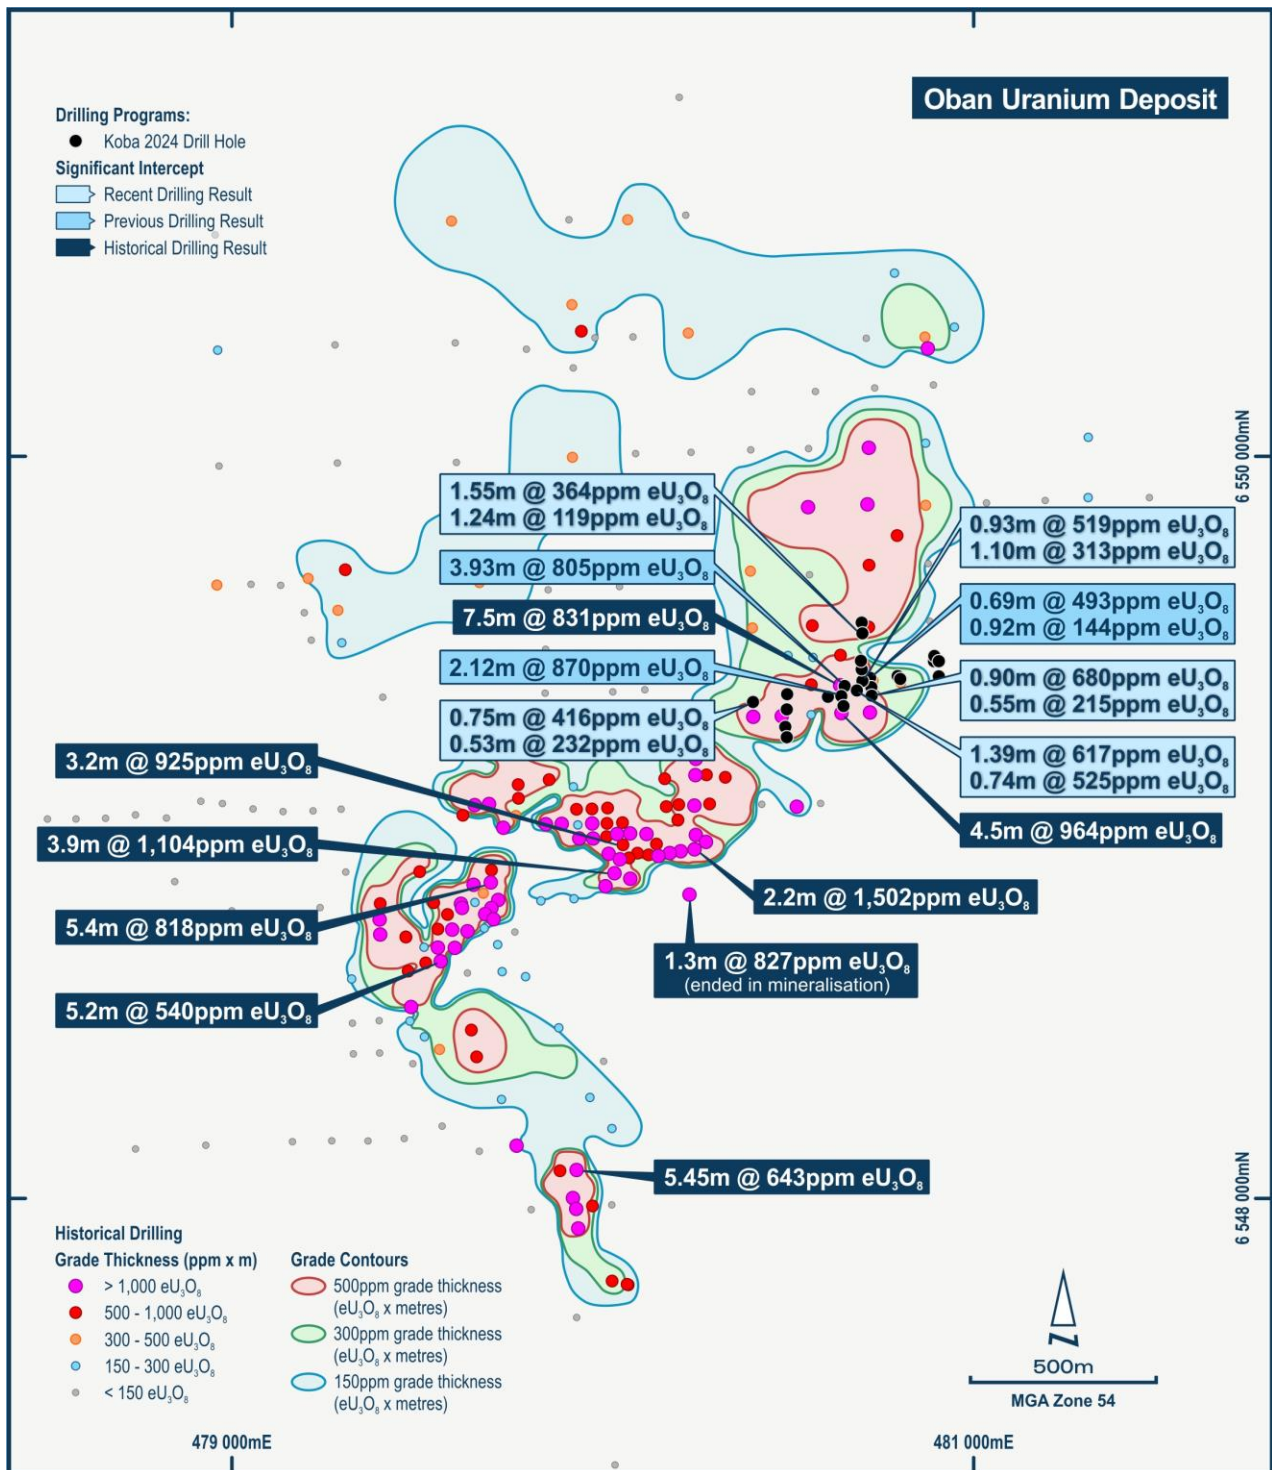 Oban Uranium Deposit
Drilling Programs:
Koba 2024 Drill Hole
Significant Intercept
Recent Drilling Result
Previous Drilling Result
Historical Drilling Result
6 550 000mN
1.55m @ 364ppm eU₃O₈
1.24m @ 119ppm eU₃O₈
0.93m @ 519ppm eU₃O₈
1.10m @ 313ppm eU₃O₈
3.93m @ 805ppm eU₃O₈
0.69m @ 493ppm eU₃O₈
0.92m @ 144ppm eU₃O₈
7.5m @ 831ppm eU₃O₈
2.12m @ 870ppm eU₃O₈
0.90m @ 680ppm eU₃O₈
0.55m @ 215ppm eU₃O₈
0.75m @ 416ppm eU₃O₈
0.53m @ 232ppm eU₃O₈
1.39m @ 617ppm eU₃O₈
0.74m @ 525ppm eU₃O₈
3.2m @ 925ppm eU₃O₈
4.5m @ 964ppm eU₃O₈
3.9m @ 1,104ppm eU₃O₈
2.2m @ 1,502ppm eU₃O₈
5.4m @ 818ppm eU₃O₈
1.3m @ 827ppm eU₃O₈
(ended in mineralisation)
5.2m @ 540ppm eU₃O₈
5.45m @ 643ppm eU₃O₈
6 548 000mN
Historical Drilling
Grade Thickness (ppm x m)
> 1,000 eU₃O₈
500 - 1,000 eU₃O₈
300 - 500 eU₃O₈
150 - 300 eU₃O₈
< 150 eU₃O₈
Grade Contours
500ppm grade thickness
(eU₃O₈ x metres)
300ppm grade thickness
(eU₃O₈ x metres)
150ppm grade thickness
(eU₃O₈ x metres)
N
500m
MGA Zone 54
479 000mE
481 000mE